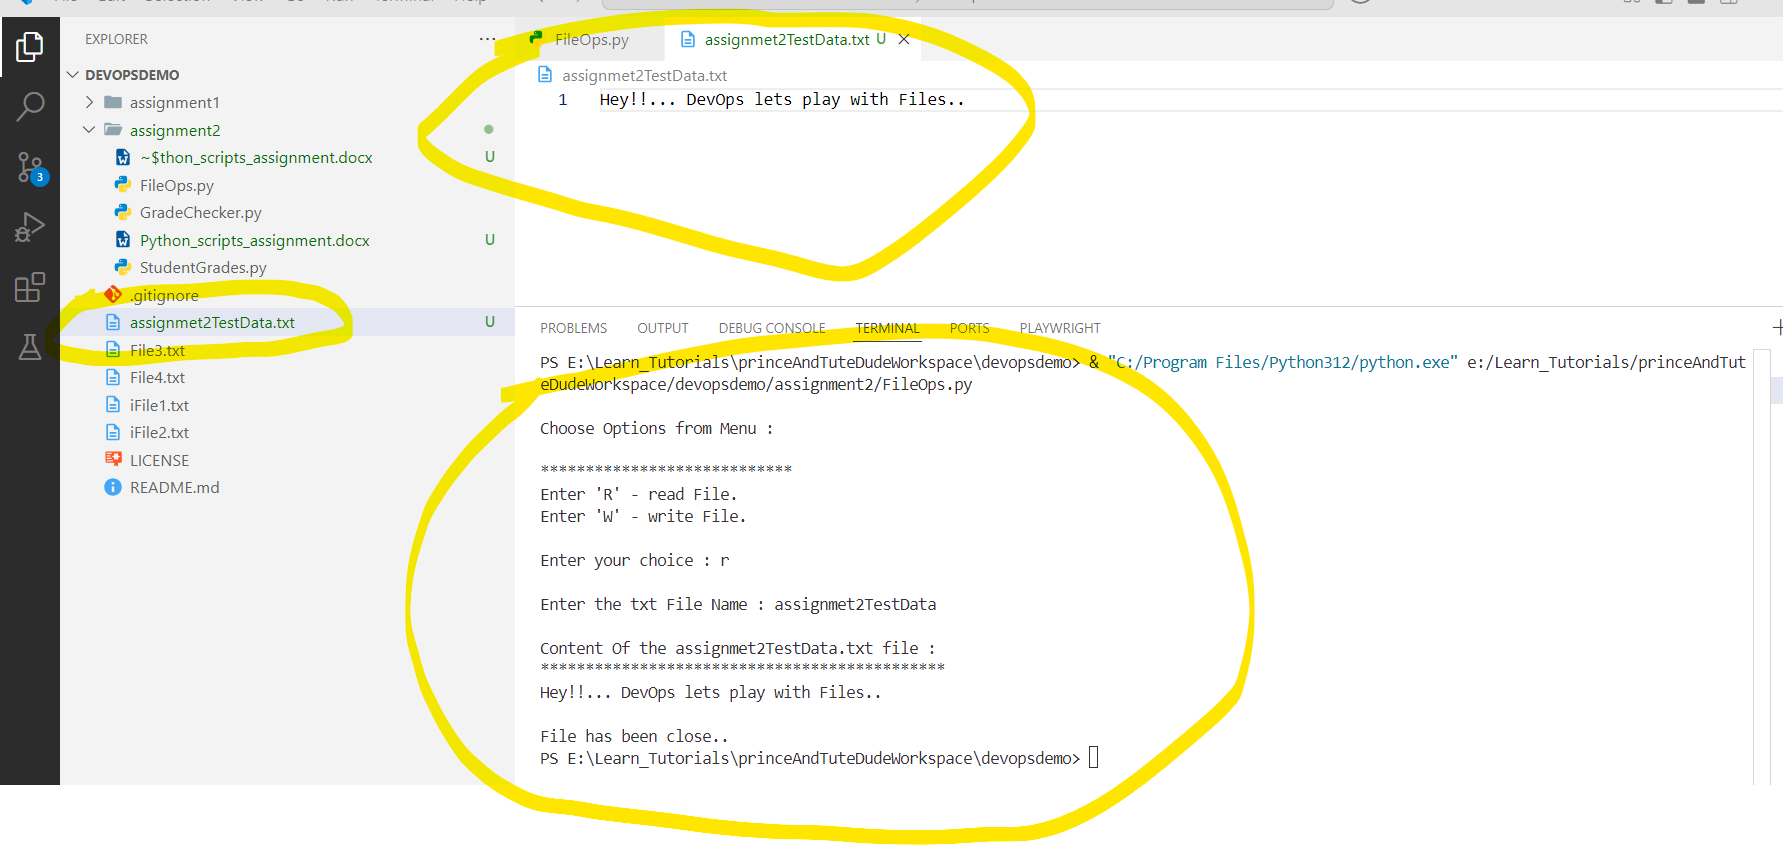 EXPLORER
...
DEVOPSDEMO
assignment1
assignment2
~$thon_scripts_assignment.docx U
FileOps.py
GradeChecker.py
Python_scripts_assignment.docx U
StudentGrades.py
.gitignore
assignmet2TestData.txt U
File3.txt
File4.txt
iFile1.txt
iFile2.txt
LICENSE
README.md
3
FileOps.py
assignmet2TestData.txt U
assignmet2TestData.txt
1 Hey!!... DevOps lets play with Files..
PROBLEMS OUTPUT DEBUG CONSOLE TERMINAL PORTS PLAYWRIGHT
PS E:\Learn_Tutorials\princeAndTuteDudeWorkspace\devopsdemo> & "C:/Program Files/Python312/python.exe" e:/Learn_Tutorials/princeAndTut
eDudeWorkspace/devopsdemo/assignment2/FileOps.py
Choose Options from Menu :
****************************
Enter 'R' - read File.
Enter 'W' - write File.
Enter your choice : r
Enter the txt File Name : assignmet2TestData
Content Of the assignmet2TestData.txt file :
*********************************************
Hey!!... DevOps lets play with Files..
File has been close..
PS E:\Learn_Tutorials\princeAndTuteDudeWorkspace\devopsdemo>